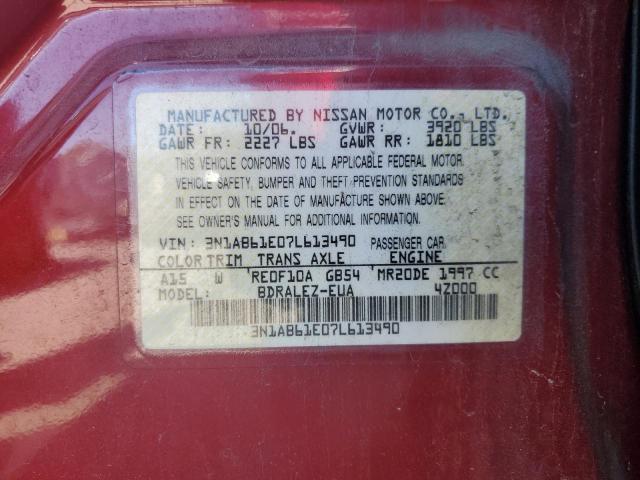 MANUFACTURED BY NISSAN MOTOR CO., LTD.
DATE: 10/06. GVWR: 3920 LBS
GAWR FR: 2227 LBS GAWR RR: 1810 LBS
THIS VEHICLE CONFORMS TO ALL APPLICABLE FEDERAL MOTOR
VEHICLE SAFETY, BUMPER AND THEFT PREVENTION STANDARDS
IN EFFECT ON THE DATE OF MANUFACTURE SHOWN ABOVE.
SEE OWNER'S MANUAL FOR ADDITIONAL INFORMATION.
VIN: 3N1AB61E07L613490 PASSENGER CAR
COLOR TRIM TRANS AXLE ENGINE
A15 W RE0F10A GB54 MR20DE 1997 CC
MODEL: BDRALEZ-EUA 4Z000
3N1AB61E07L613490